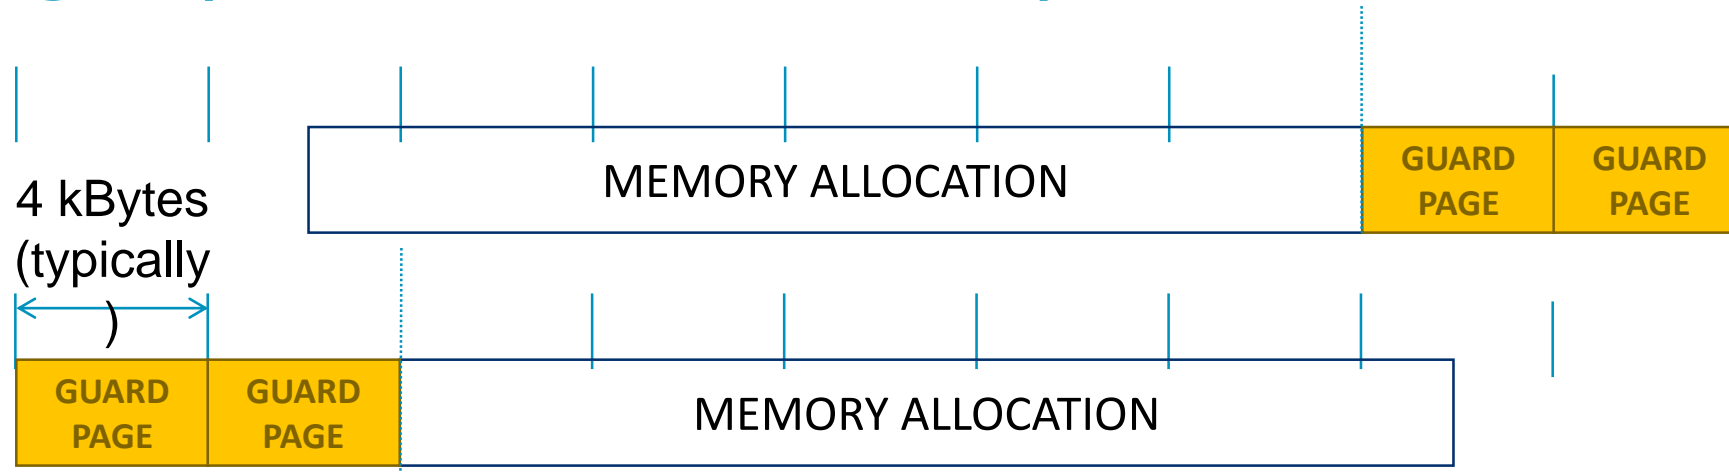 MEMORY ALLOCATION
GUARD
PAGE
GUARD
PAGE
4 kBytes
(typically
)
GUARD
PAGE
GUARD
PAGE
MEMORY ALLOCATION